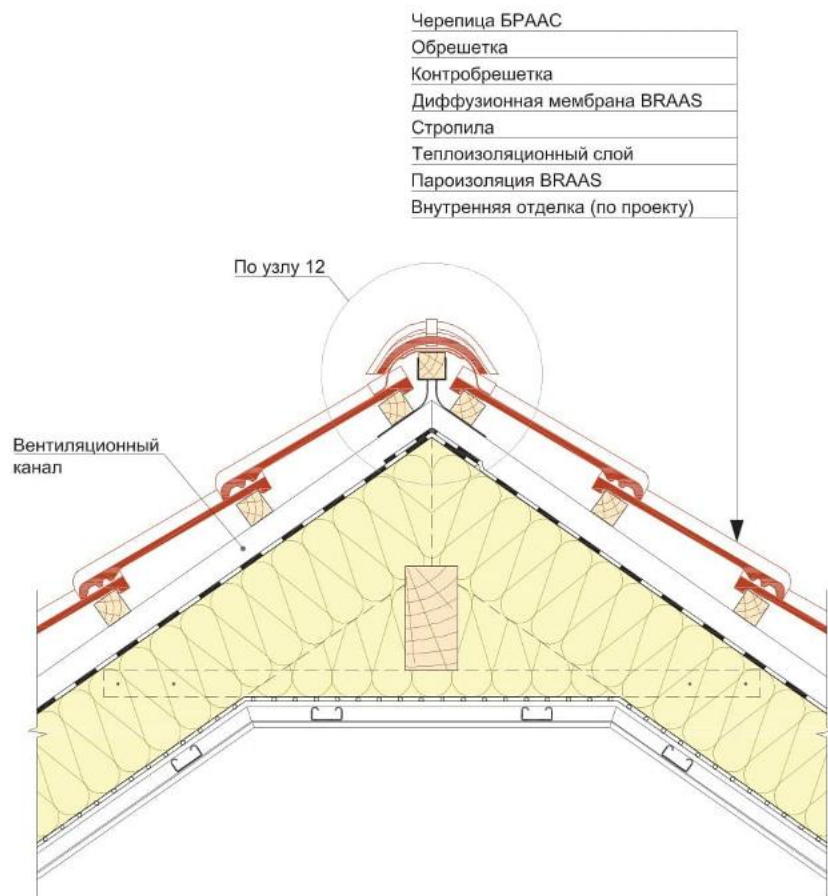 Черепица БРААС
Обрешетка
Контробрешетка
Диффузионная мембрана BRAAS
Стропила
Теплоизоляционный слой
Пароизоляция BRAAS
Внутренняя отделка (по проекту)
По узлу 12
Вентиляционный
канал